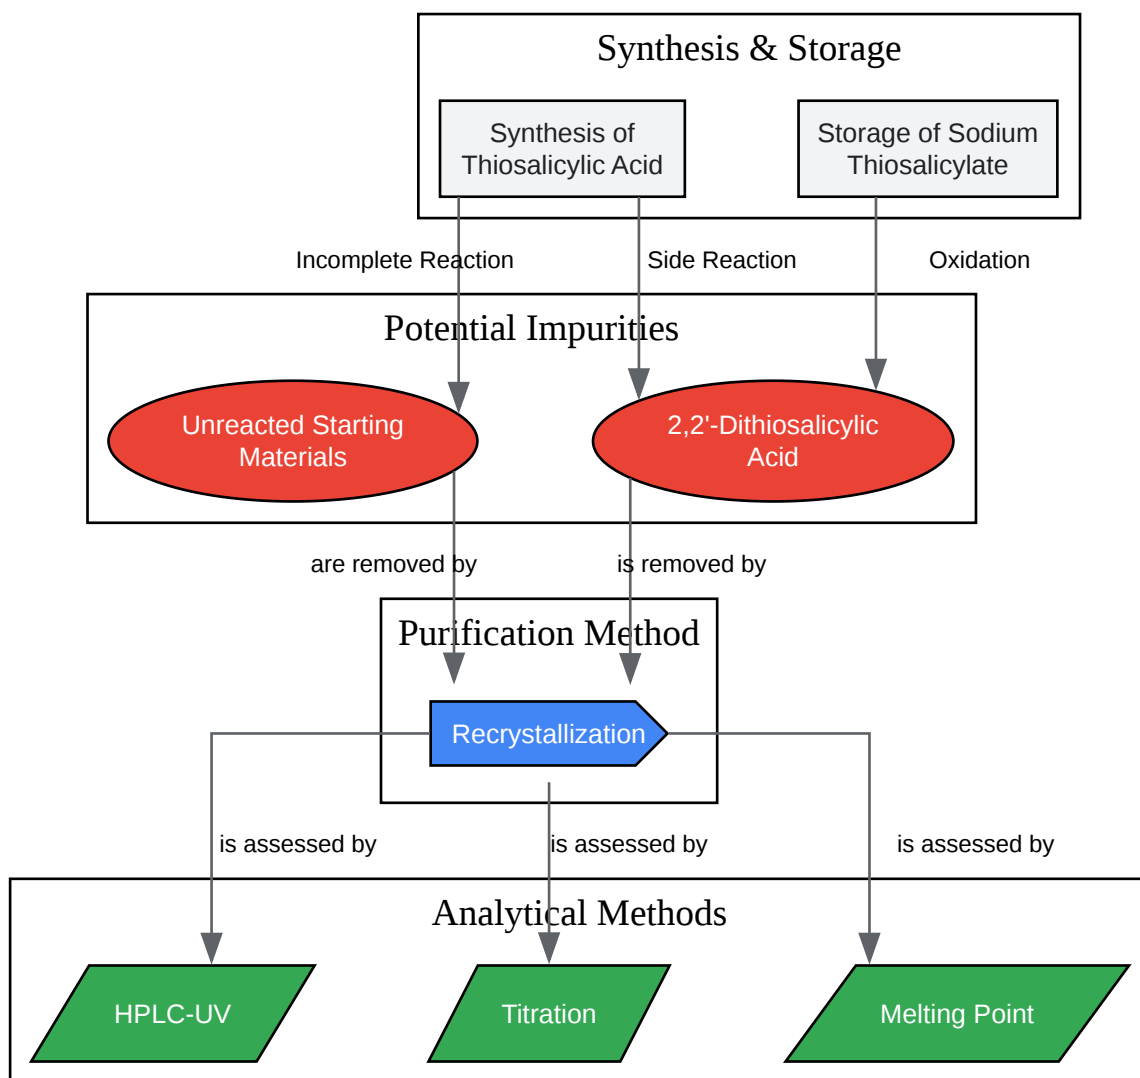 Synthesis & Storage
Synthesis of
Thiosalicylic Acid
Storage of Sodium
Thiosalicylate
Incomplete Reaction
Side Reaction
Oxidation
Potential Impurities
Unreacted Starting
Materials
2,2'-Dithiosalicylic
Acid
are removed by
is removed by
Purification Method
Recrystallization
is assessed by
is assessed by
is assessed by
Analytical Methods
HPLC-UV
Titration
Melting Point